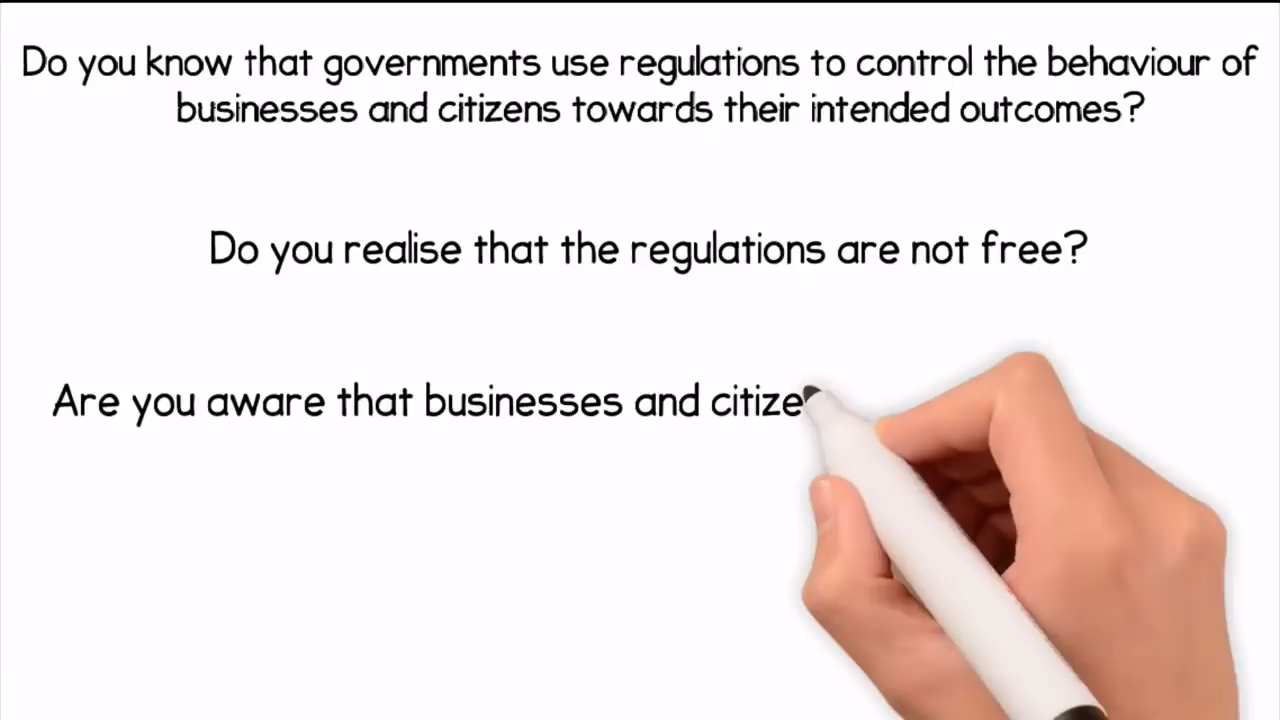 Do you know that governments use regulations to control the behaviour of
businesses and citizens towards their intended outcomes?
Do you realise that the regulations are not free?
Are you aware that businesses and citize